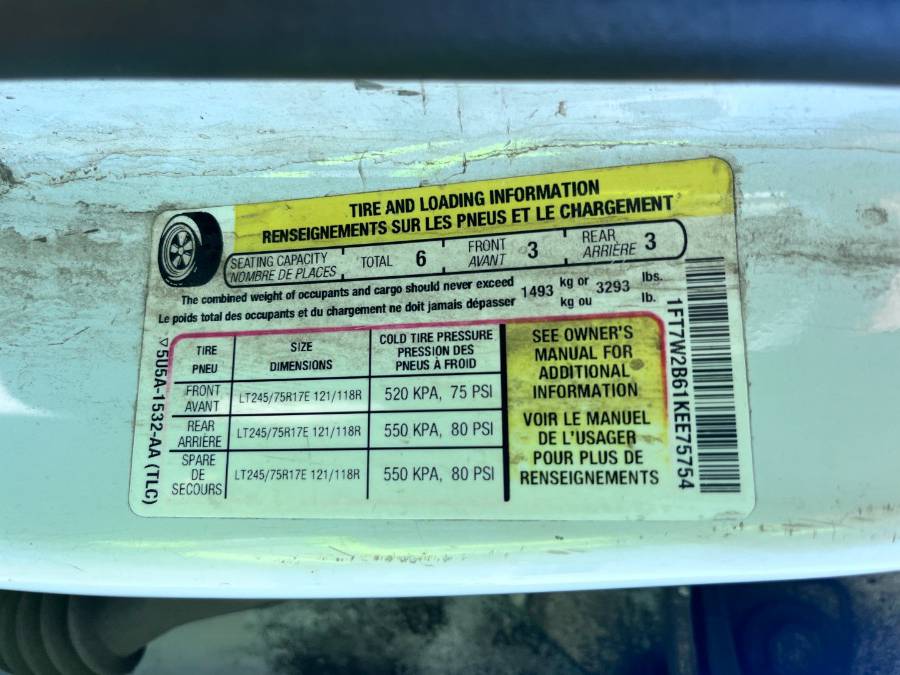 TIRE AND LOADING INFORMATION
RENSEIGNEMENTS SUR LES PNEUS ET LE CHARGEMENT
SEATING CAPACITY
NOMBRE DE PLACES
TOTAL 6
FRONT
AVANT 3
REAR
ARRIÈRE 3
The combined weight of occupants and cargo should never exceed 1493 kg or 3293 lbs.
Le poids total des occupants et du chargement ne doit jamais dépasser kg ou lb.
TIRE
PNEU
SIZE
DIMENSIONS
COLD TIRE PRESSURE
PRESSION DES
PNEUS À FROID
FRONT
AVANT
LT245/75R17E 121/118R
520 KPA, 75 PSI
REAR
ARRIÈRE
LT245/75R17E 121/118R
550 KPA, 80 PSI
SPARE
DE
SECOURS
LT245/75R17E 121/118R
550 KPA, 80 PSI
SEE OWNER'S
MANUAL FOR
ADDITIONAL
INFORMATION
VOIR LE MANUEL
DE L'USAGER
POUR PLUS DE
RENSEIGNEMENTS
▽5U5A-1532-AA (TLC)
1FT7W2B61KEE75754